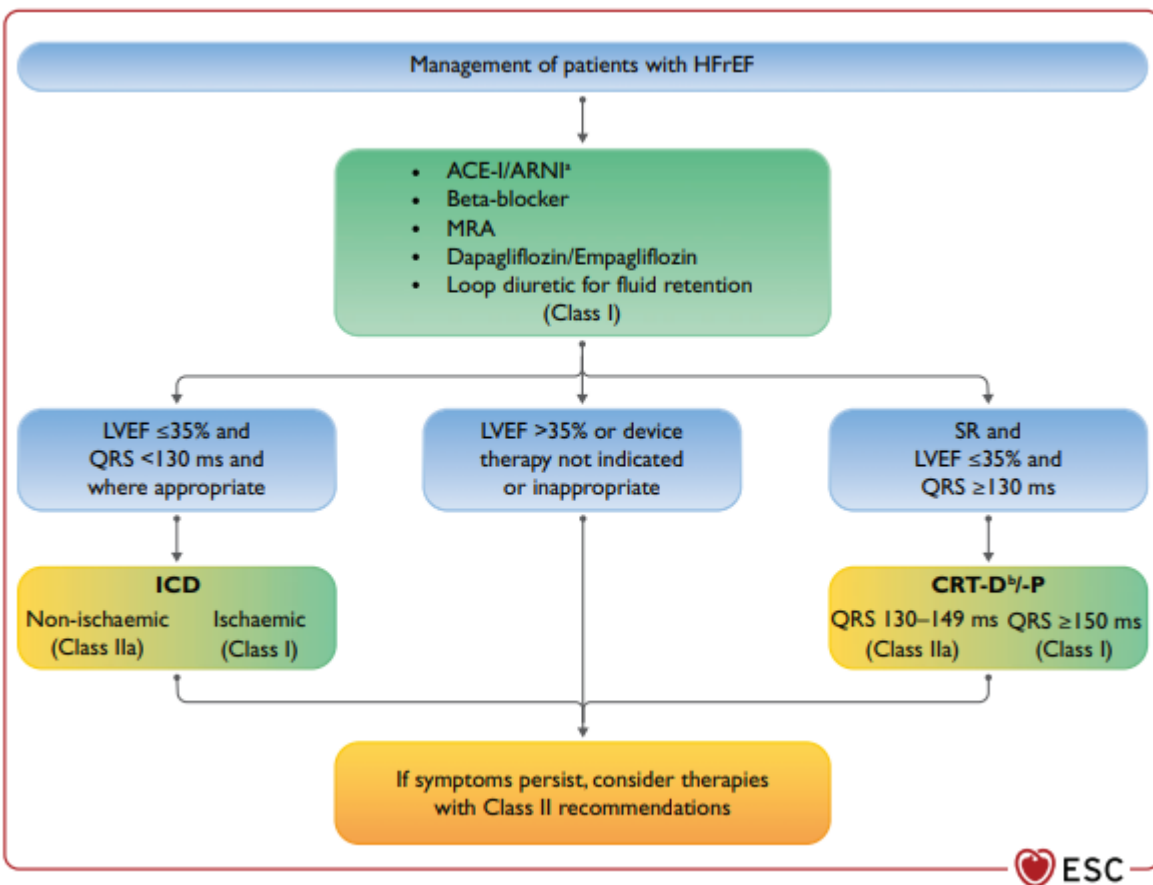 Management of patients with HFrEF
• ACE-I/ARNIᵃ
• Beta-blocker
• MRA
• Dapagliflozin/Empagliflozin
• Loop diuretic for fluid retention
(Class I)
LVEF ≤35% and
QRS <130 ms and
where appropriate
LVEF >35% or device
therapy not indicated
or inappropriate
SR and
LVEF ≤35% and
QRS ≥130 ms
ICD
Non-ischaemic
(Class IIa)
Ischaemic
(Class I)
CRT-Dᵇ/-P
QRS 130–149 ms
(Class IIa)
QRS ≥150 ms
(Class I)
If symptoms persist, consider therapies
with Class II recommendations
ESC